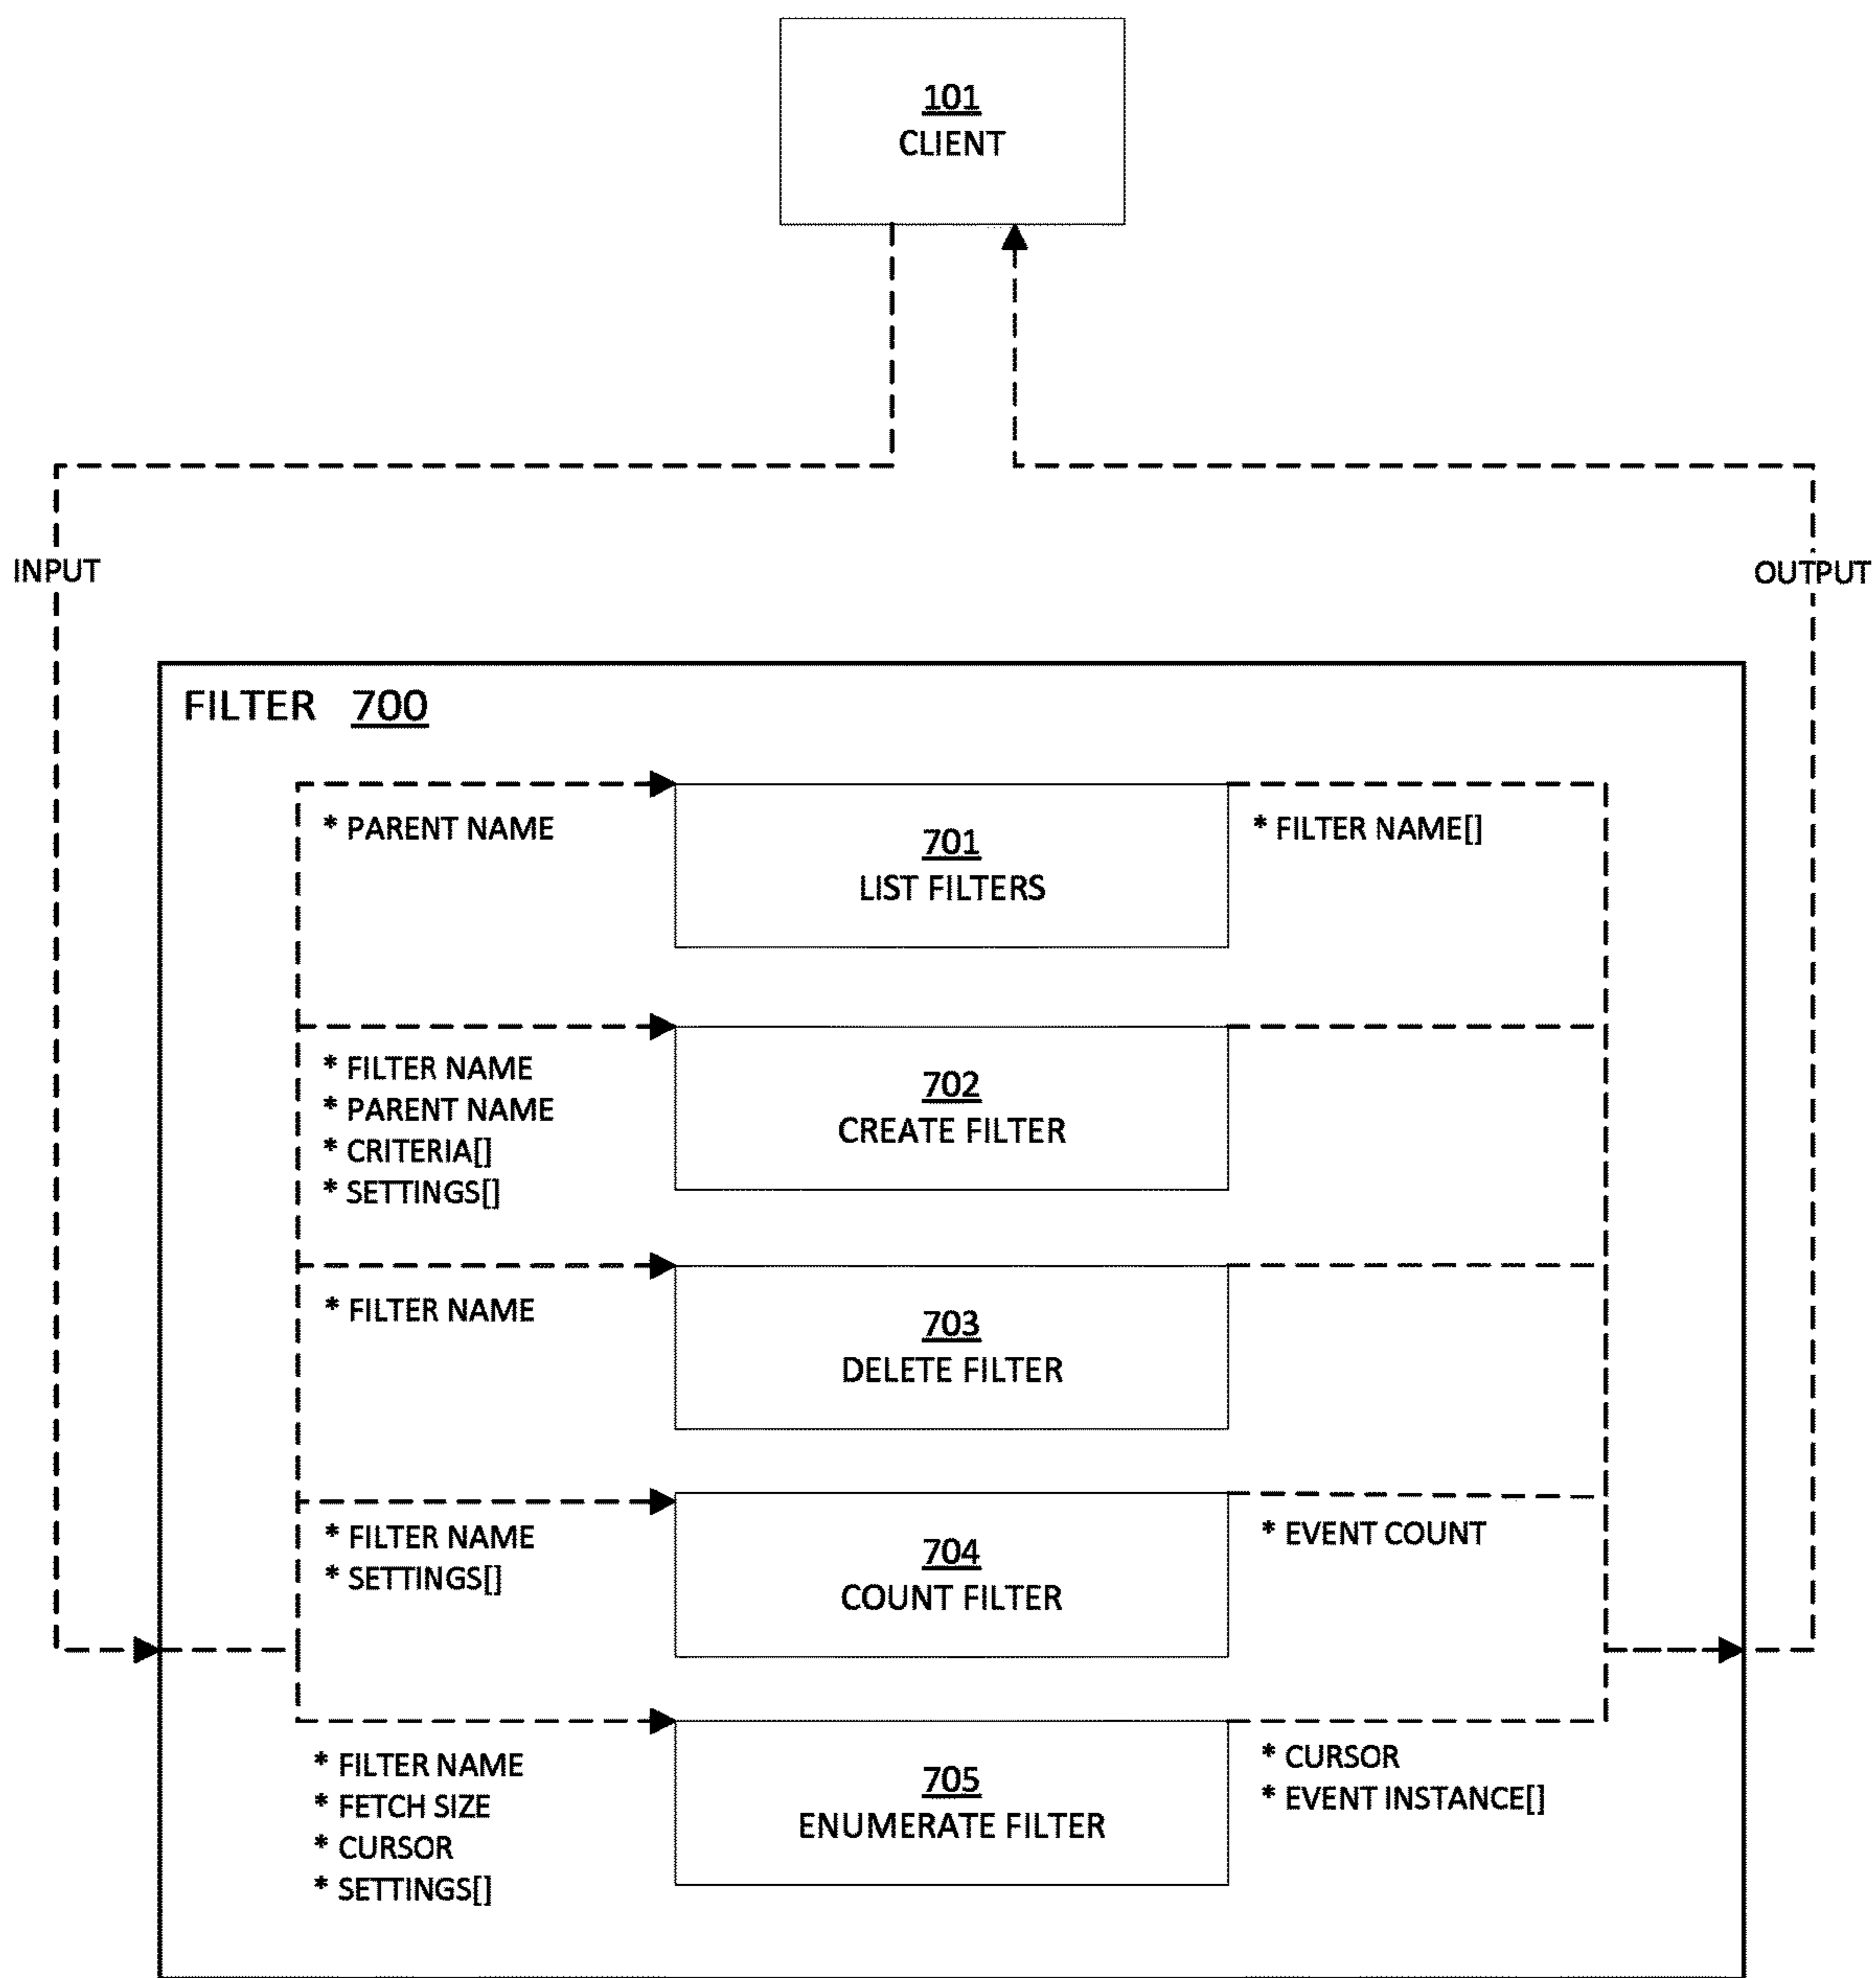 101
CLIENT
INPUT
OUTPUT
FILTER 700
* PARENT NAME
701
LIST FILTERS
* FILTER NAME[]
* FILTER NAME
* PARENT NAME
* CRITERIA[]
* SETTINGS[]
702
CREATE FILTER
* FILTER NAME
703
DELETE FILTER
* FILTER NAME
* SETTINGS[]
704
COUNT FILTER
* EVENT COUNT
* FILTER NAME
* FETCH SIZE
* CURSOR
* SETTINGS[]
705
ENUMERATE FILTER
* CURSOR
* EVENT INSTANCE[]